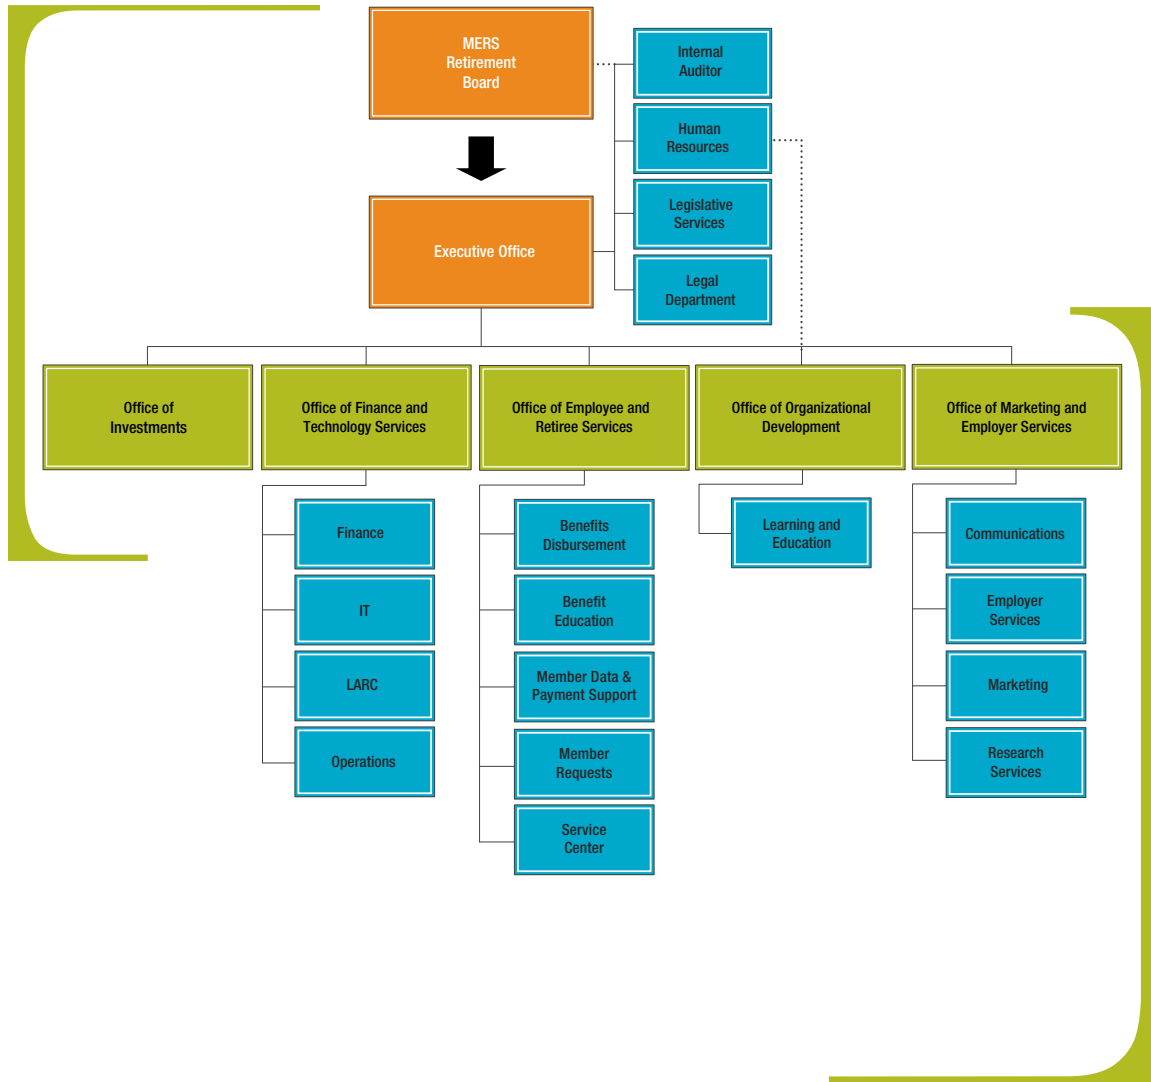 MERS
Retirement
Board
Internal
Auditor
Human
Resources
Legislative
Services
Executive Office
Legal
Department
Office of
Investments
Office of Finance and
Technology Services
Office of Employee and
Retiree Services
Office of Organizational
Development
Office of Marketing and
Employer Services
Finance
IT
LARC
Operations
Benefits
Disbursement
Benefit
Education
Member Data &
Payment Support
Member
Requests
Service
Center
Learning and
Education
Communications
Employer
Services
Marketing
Research
Services